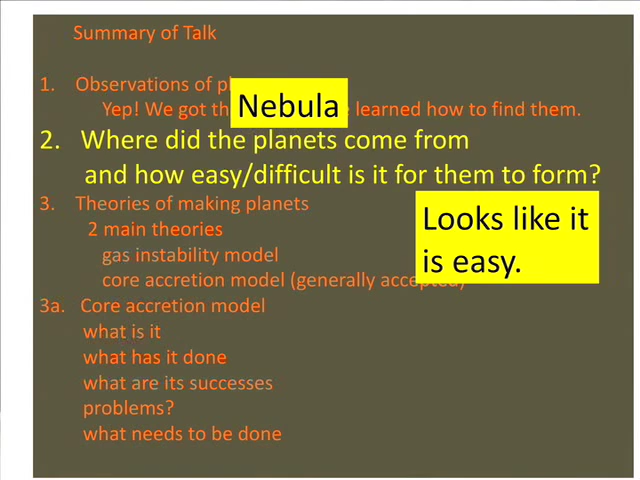 Summary of Talk
1. Observations of
Nebula
Yep! We got learned how to find them.
2. Where did the planets come from
and how easy/difficult is it for them to form?
3. Theories of making planets
2 main theories
gas instability model
core accretion model (generally accepted)
Looks like it
is easy.
3a. Core accretion model
what is it
what has it done
what are its successes
problems?
what needs to be done